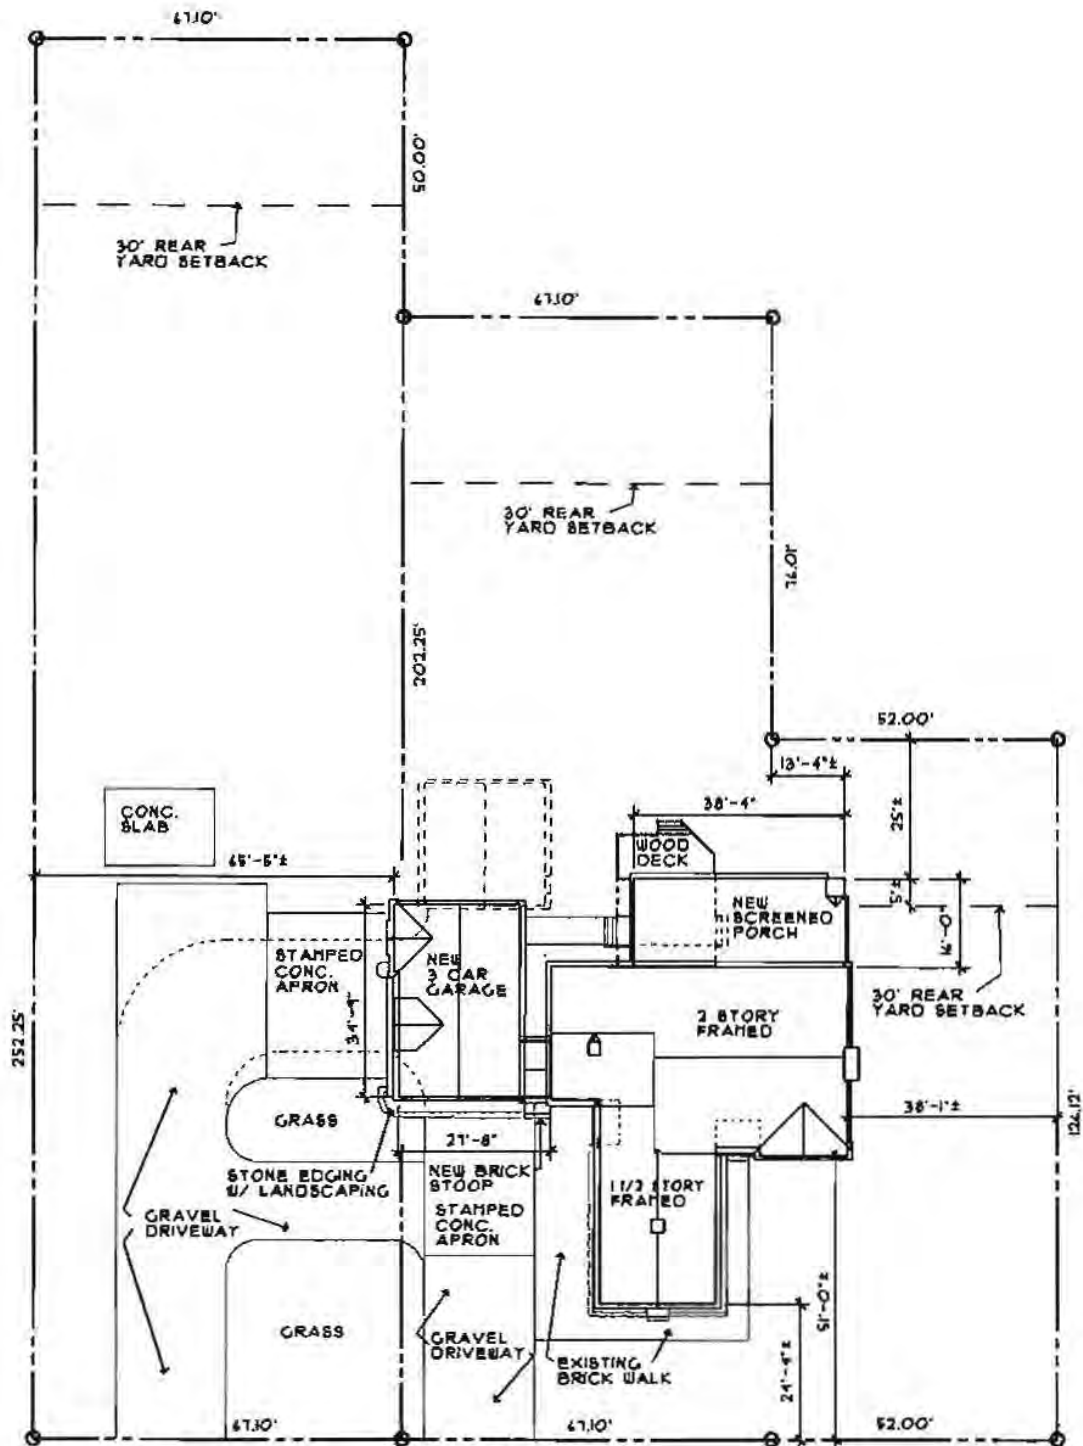 67.10'
50.00'
30' REAR
YARD SETBACK
67.10'
30' REAR
YARD SETBACK
76.01'
202.25'
52.00'
13'-4"±
38'-4"
25'±
CONC.
SLAB
WOOD
DECK
65'-5"±
5'±
NEW
SCREENED
PORCH
16'-0"
STAMPED
CONC.
APRON
NEW
3 CAR
GARAGE
34'-9"
2 STORY
FRAMED
30' REAR
YARD SETBACK
252.25'
38'-1"±
124.12'
GRASS
27'-8"
STONE EDGING
W/ LANDSCAPING
NEW BRICK
STOOP
1 1/2 STORY
FRAMED
STAMPED
CONC.
APRON
GRAVEL
DRIVEWAY
51'-0"±
GRASS
GRAVEL
DRIVEWAY
EXISTING
BRICK WALK
24'-4"±
67.10'
67.10'
52.00'